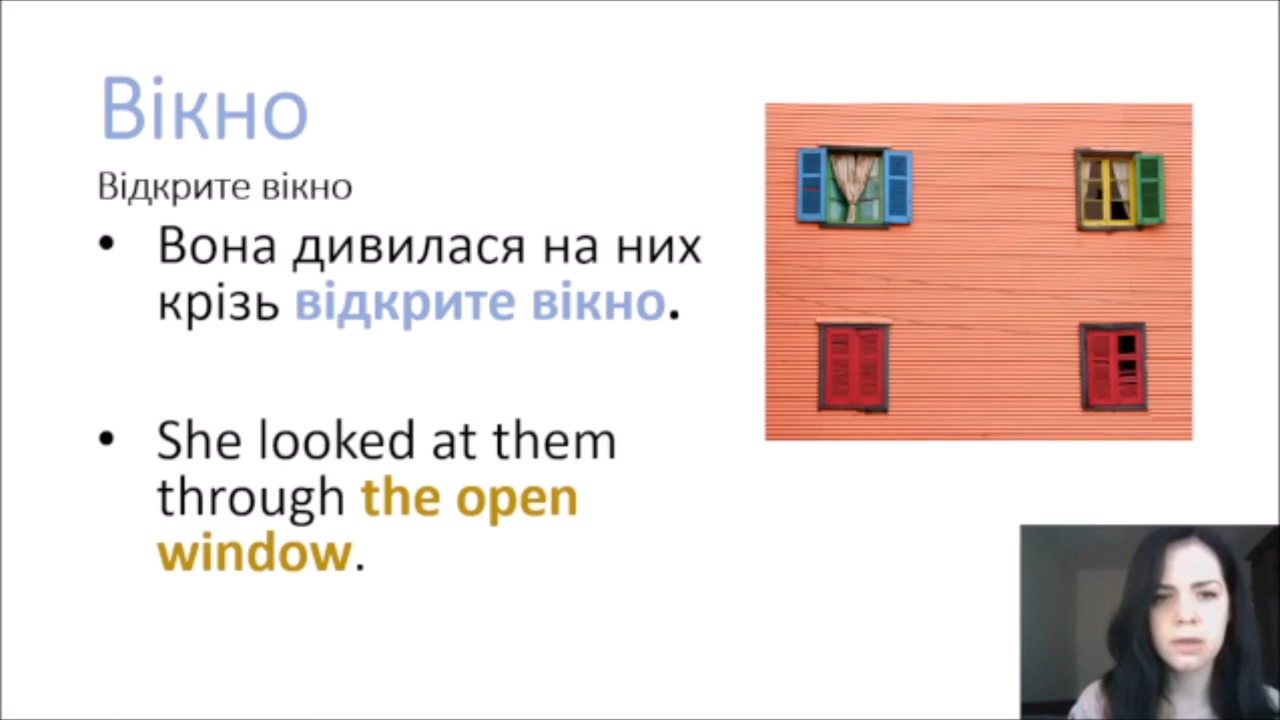 Вікно
Відкрите вікно
• Вона дивилася на них
крізь відкрите вікно.
• She looked at them
through the open
window.